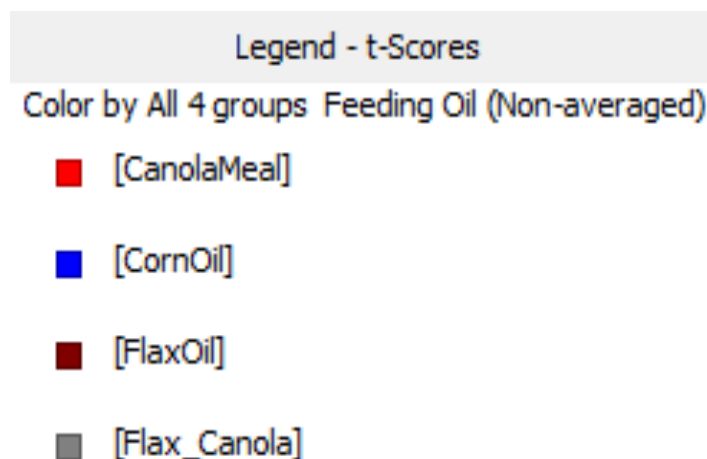 Legend - t-Scores
Color by All 4 groups  Feeding Oil (Non-averaged)
[CanolaMeal]
[CornOil]
[FlaxOil]
[Flax_Canola]